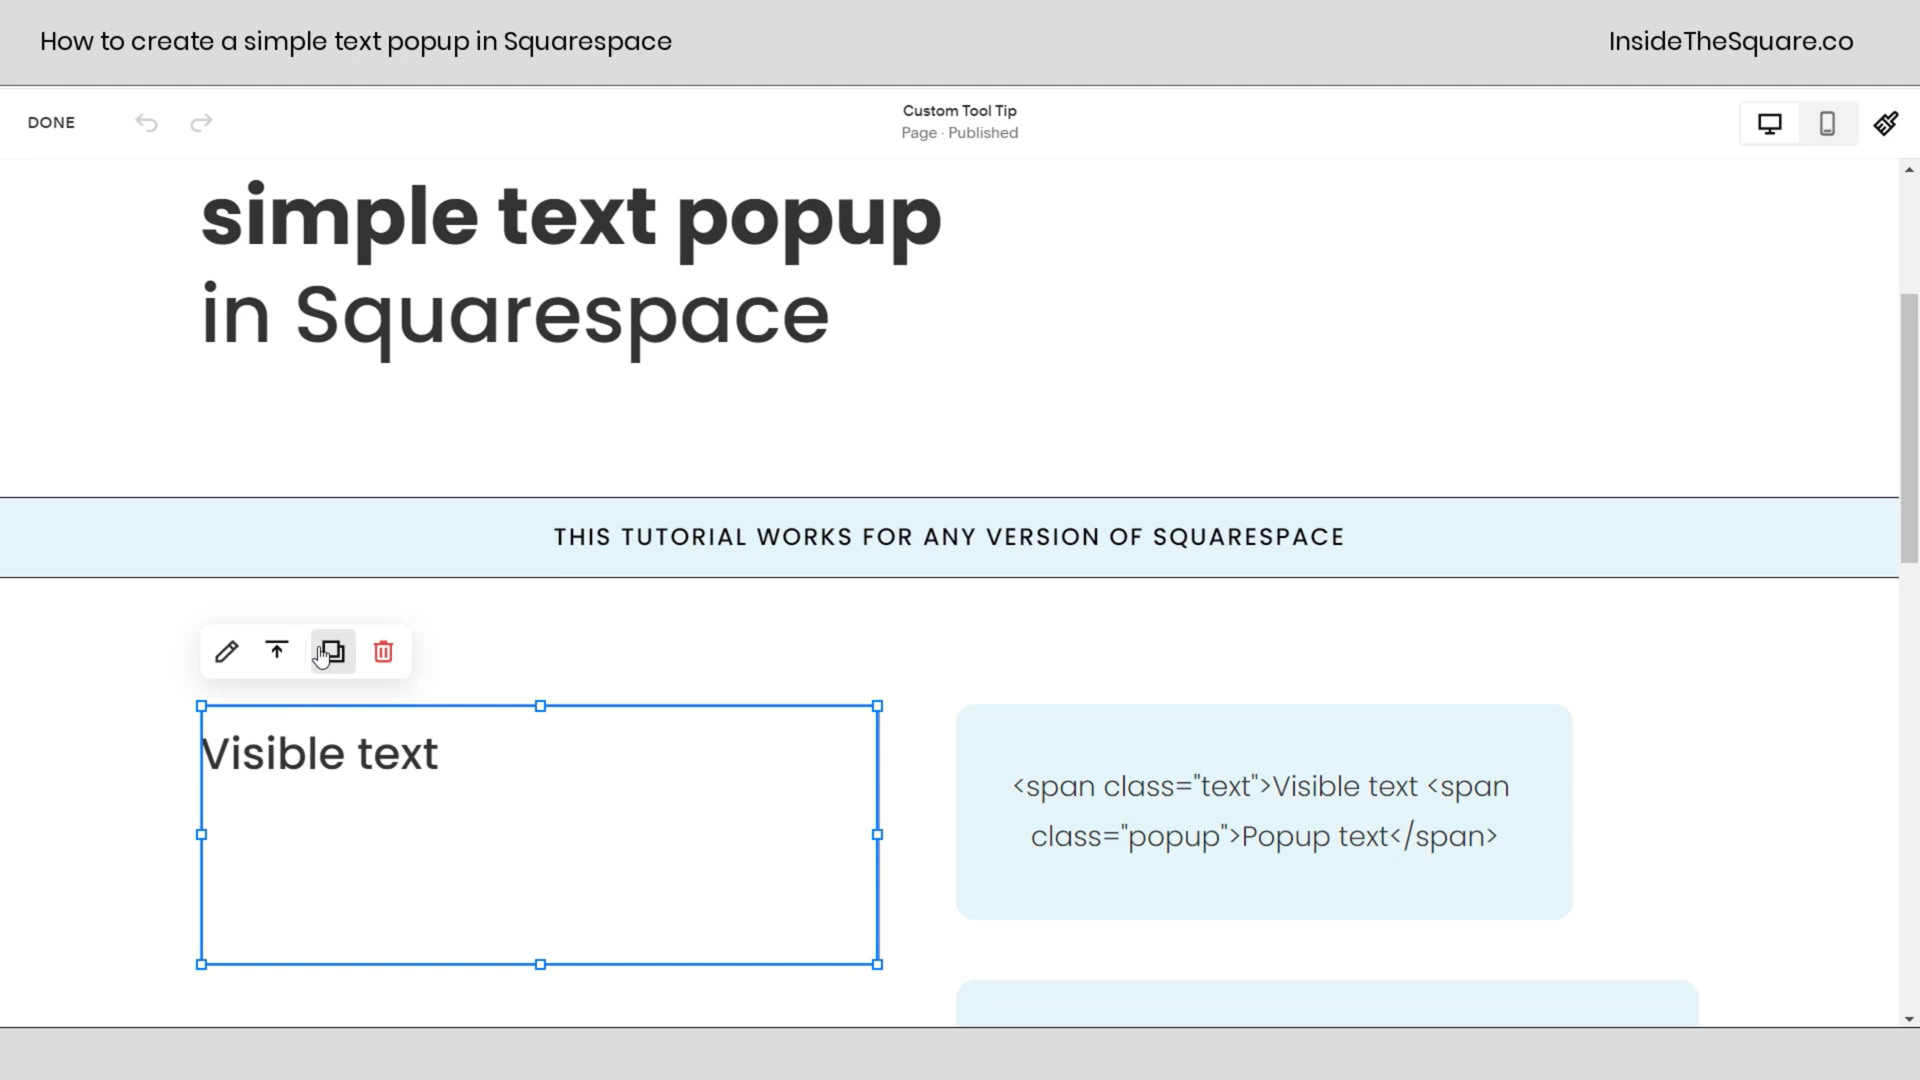 How to create a simple text popup in Squarespace
InsideTheSquare.co
DONE
Custom Tool Tip
Page · Published
simple text popup
in Squarespace
THIS TUTORIAL WORKS FOR ANY VERSION OF SQUARESPACE
Visible text
<span class="text">Visible text <span
class="popup">Popup text</span>